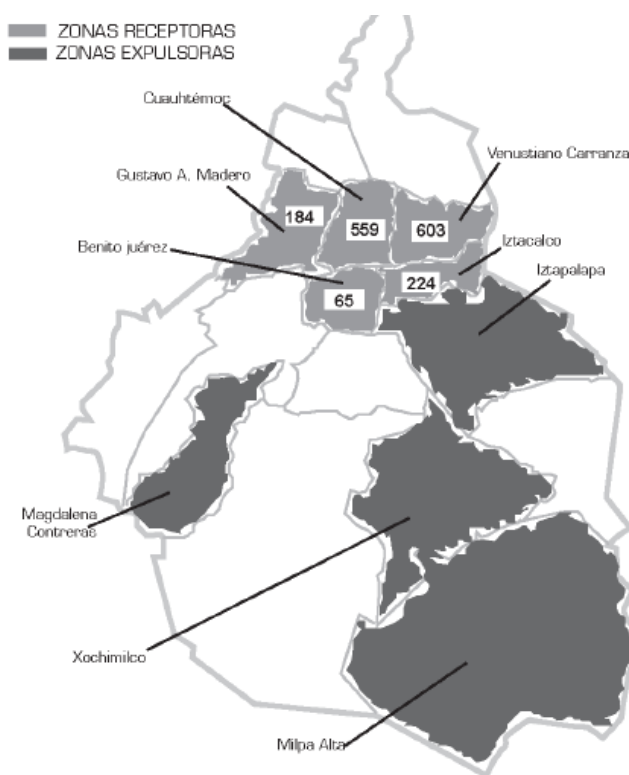 ZONAS RECEPTORAS
ZONAS EXPULSORAS
Cuauhtémoc
Venustiano Carranza
Gustavo A. Madero
184
559
603
Iztacalco
Benito juárez
Iztapalapa
224
65
Magdalena
Contreras
Xochimilco
Milpa Alta